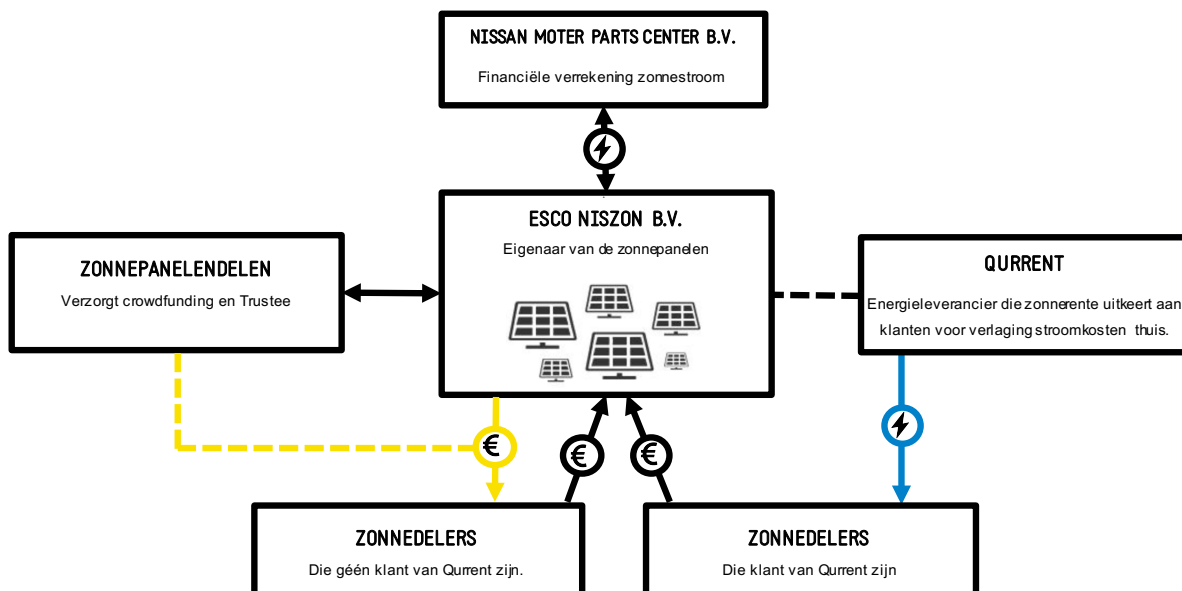 NISSAN MOTER PARTS CENTER B.V.
Financiële verrekening zonnestroom
ESCO NISZON B.V.
Eigenaar van de zonnepanelen
ZONNEPANELENDELEN
Verzorgt crowdfunding en Trustee
QURRENT
Energieleverancier die zonnerente uitkeert aan
klanten voor verlaging stroomkosten thuis.
€
€
€
ZONNEDELERS
Die géén klant van Qurrent zijn.
ZONNEDELERS
Die klant van Qurrent zijn